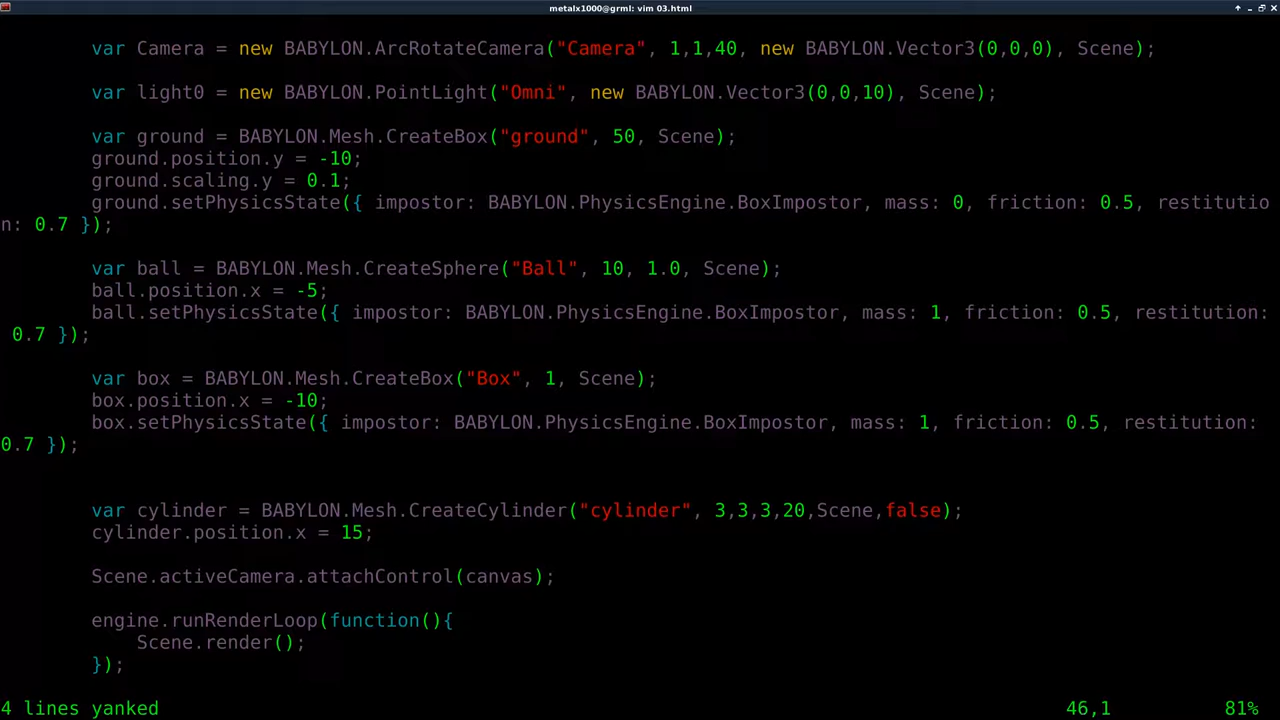 metalx1000@grml: vim 03.html
var Camera = new BABYLON.ArcRotateCamera("Camera", 1,1,40, new BABYLON.Vector3(0,0,0), Scene);
var light0 = new BABYLON.PointLight("Omni", new BABYLON.Vector3(0,0,10), Scene);
var ground = BABYLON.Mesh.CreateBox("ground", 50, Scene);
ground.position.y = -10;
ground.scaling.y = 0.1;
ground.setPhysicsState({ impostor: BABYLON.PhysicsEngine.BoxImpostor, mass: 0, friction: 0.5, restitutio
n: 0.7 });
var ball = BABYLON.Mesh.CreateSphere("Ball", 10, 1.0, Scene);
ball.position.x = -5;
ball.setPhysicsState({ impostor: BABYLON.PhysicsEngine.BoxImpostor, mass: 1, friction: 0.5, restitution:
0.7 });
var box = BABYLON.Mesh.CreateBox("Box", 1, Scene);
box.position.x = -10;
box.setPhysicsState({ impostor: BABYLON.PhysicsEngine.BoxImpostor, mass: 1, friction: 0.5, restitution:
0.7 });
var cylinder = BABYLON.Mesh.CreateCylinder("cylinder", 3,3,3,20,Scene,false);
cylinder.position.x = 15;
Scene.activeCamera.attachControl(canvas);
engine.runRenderLoop(function(){
Scene.render();
});
4 lines yanked 46,1 81%